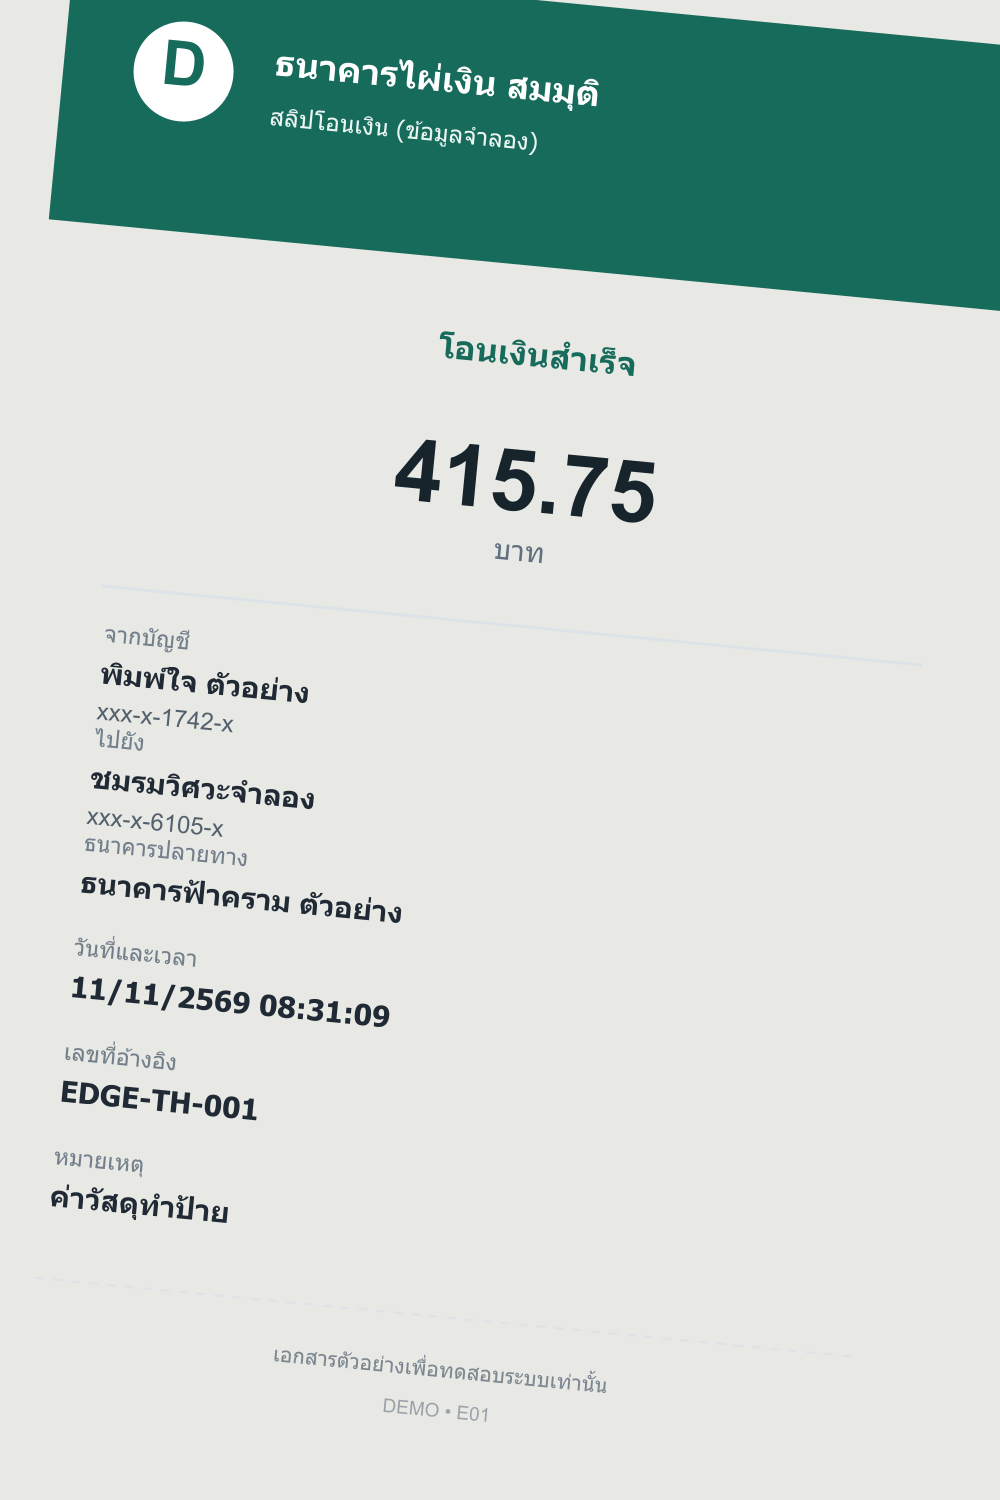 D
ธนาคารไผ่เงิน สมมุติ
สลิปโอนเงิน (ข้อมูลจำลอง)
โอนเงินสำเร็จ
415.75
บาท
จากบัญชี
พิมพ์ใจ ตัวอย่าง
xxx-x-1742-x
ไปยัง
ชมรมวิศวะจำลอง
xxx-x-6105-x
ธนาคารปลายทาง
ธนาคารฟ้าคราม ตัวอย่าง
วันที่และเวลา
11/11/2569 08:31:09
เลขที่อ้างอิง
EDGE-TH-001
หมายเหตุ
ค่าวัสดุทำป้าย
เอกสารตัวอย่างเพื่อทดสอบระบบเท่านั้น
DEMO • E01